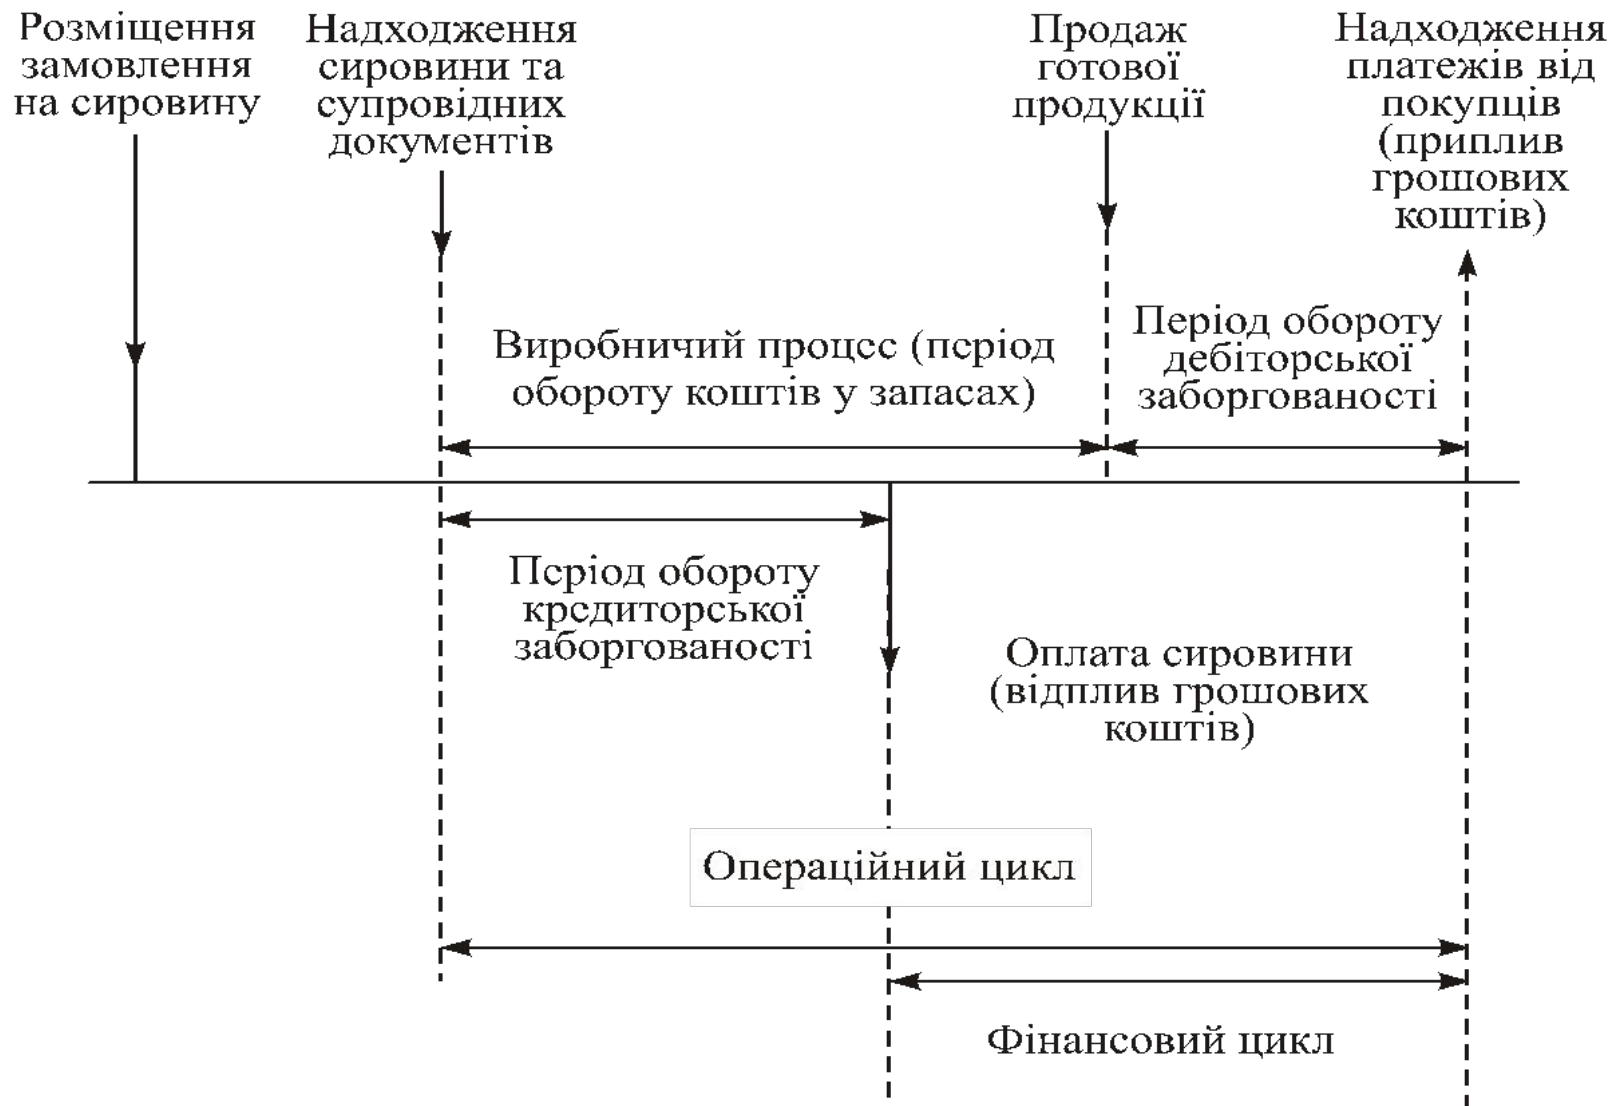 Розміщення
замовлення
на сировину
Надходження
сировини та
супровідних
документів
Продаж
готової
продукції
Надходження
платежів від
покупців
(приплив
грошових
коштів)
Виробничий процес (період
обороту коштів у запасах)
Період обороту
дебіторської
заборгованості
Період обороту
кредиторської
заборгованості
Оплата сировини
(відплив грошових
коштів)
Операційний цикл
Фінансовий цикл